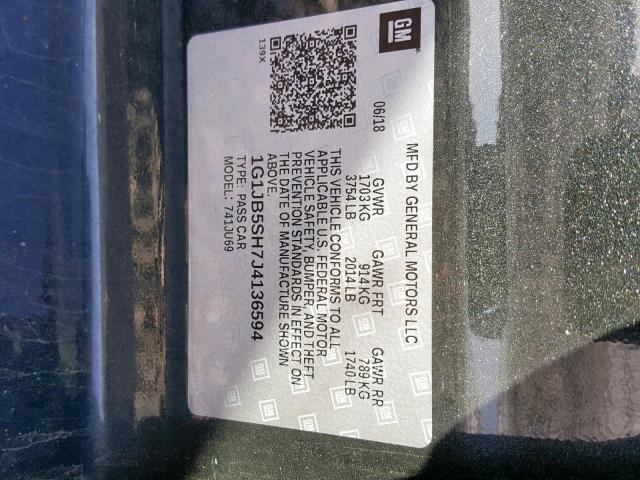 GM
139X
06/18
MFD BY GENERAL MOTORS LLC
GVWR GAWR FRT GAWR RR
1703 KG 914 KG 789 KG
3754 LB 2014 LB 1740 LB
THIS VEHICLE CONFORMS TO ALL
APPLICABLE U.S. FEDERAL MOTOR
VEHICLE SAFETY, BUMPER, AND THEFT
PREVENTION STANDARDS IN EFFECT ON
THE DATE OF MANUFACTURE SHOWN
ABOVE.
1G1JB5SH7J4136594
TYPE: PASS CAR
MODEL: 741JU69